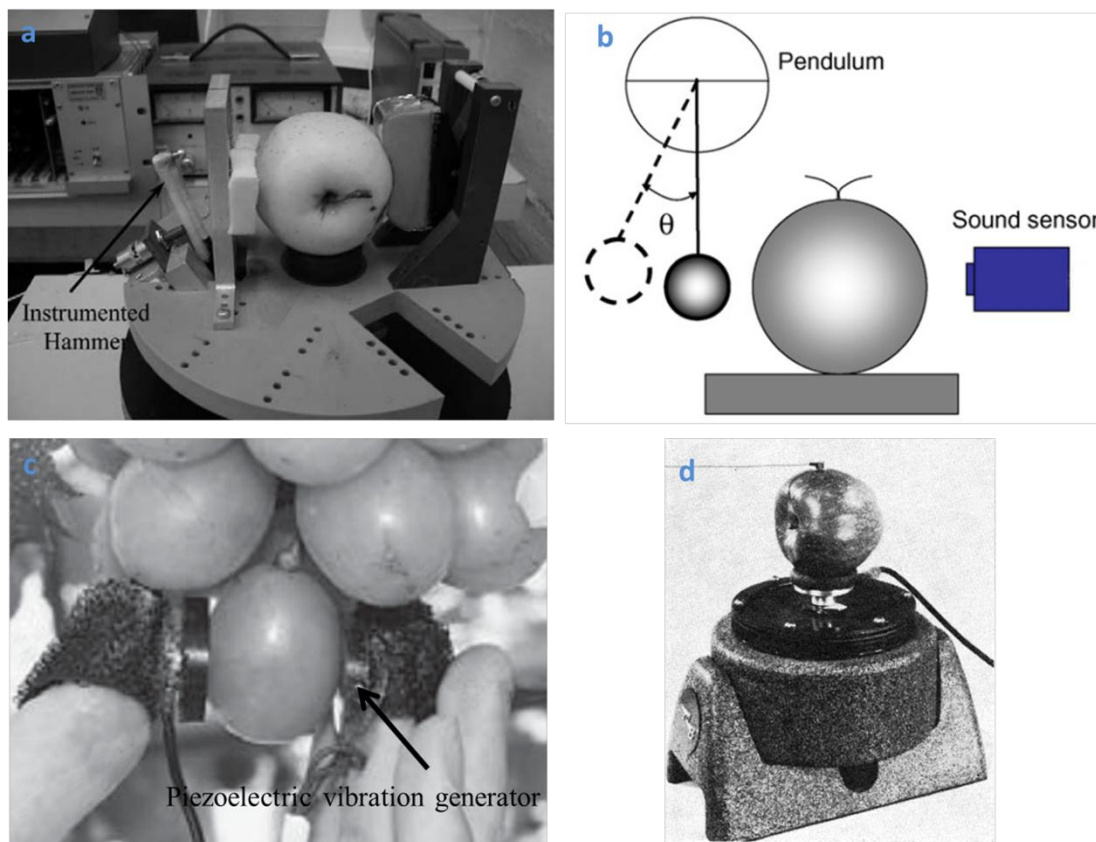 a
Instrumented
Hammer
b
Pendulum
θ
Sound sensor
c
Piezoelectric vibration generator
d